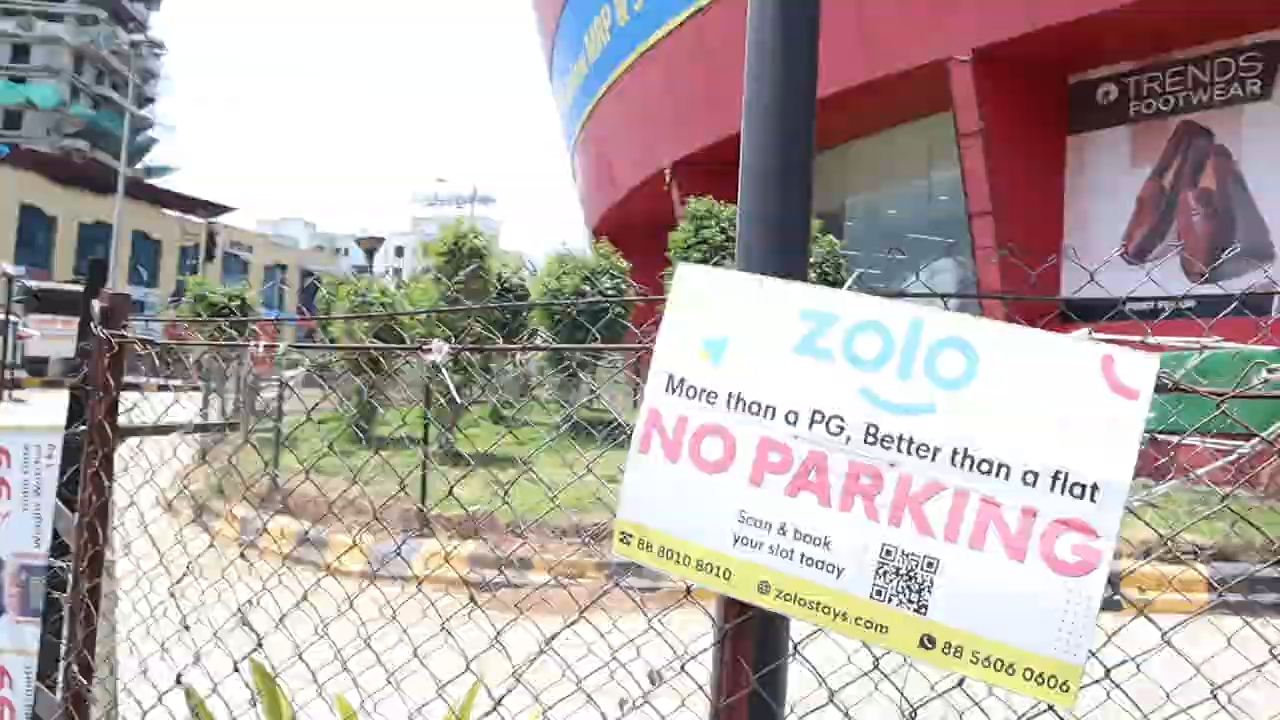 MRP &
TRENDS
FOOTWEAR
zolo
More than a PG, Better than a flat
NO PARKING
Scan & book
your slot today
88 8010 8010
@ zolostays.com
88 5606 0606